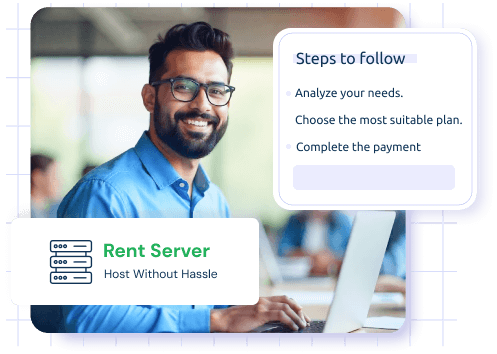 Steps to follow
Analyze your needs.
Choose the most suitable plan.
Complete the payment
Rent Server
Host Without Hassle